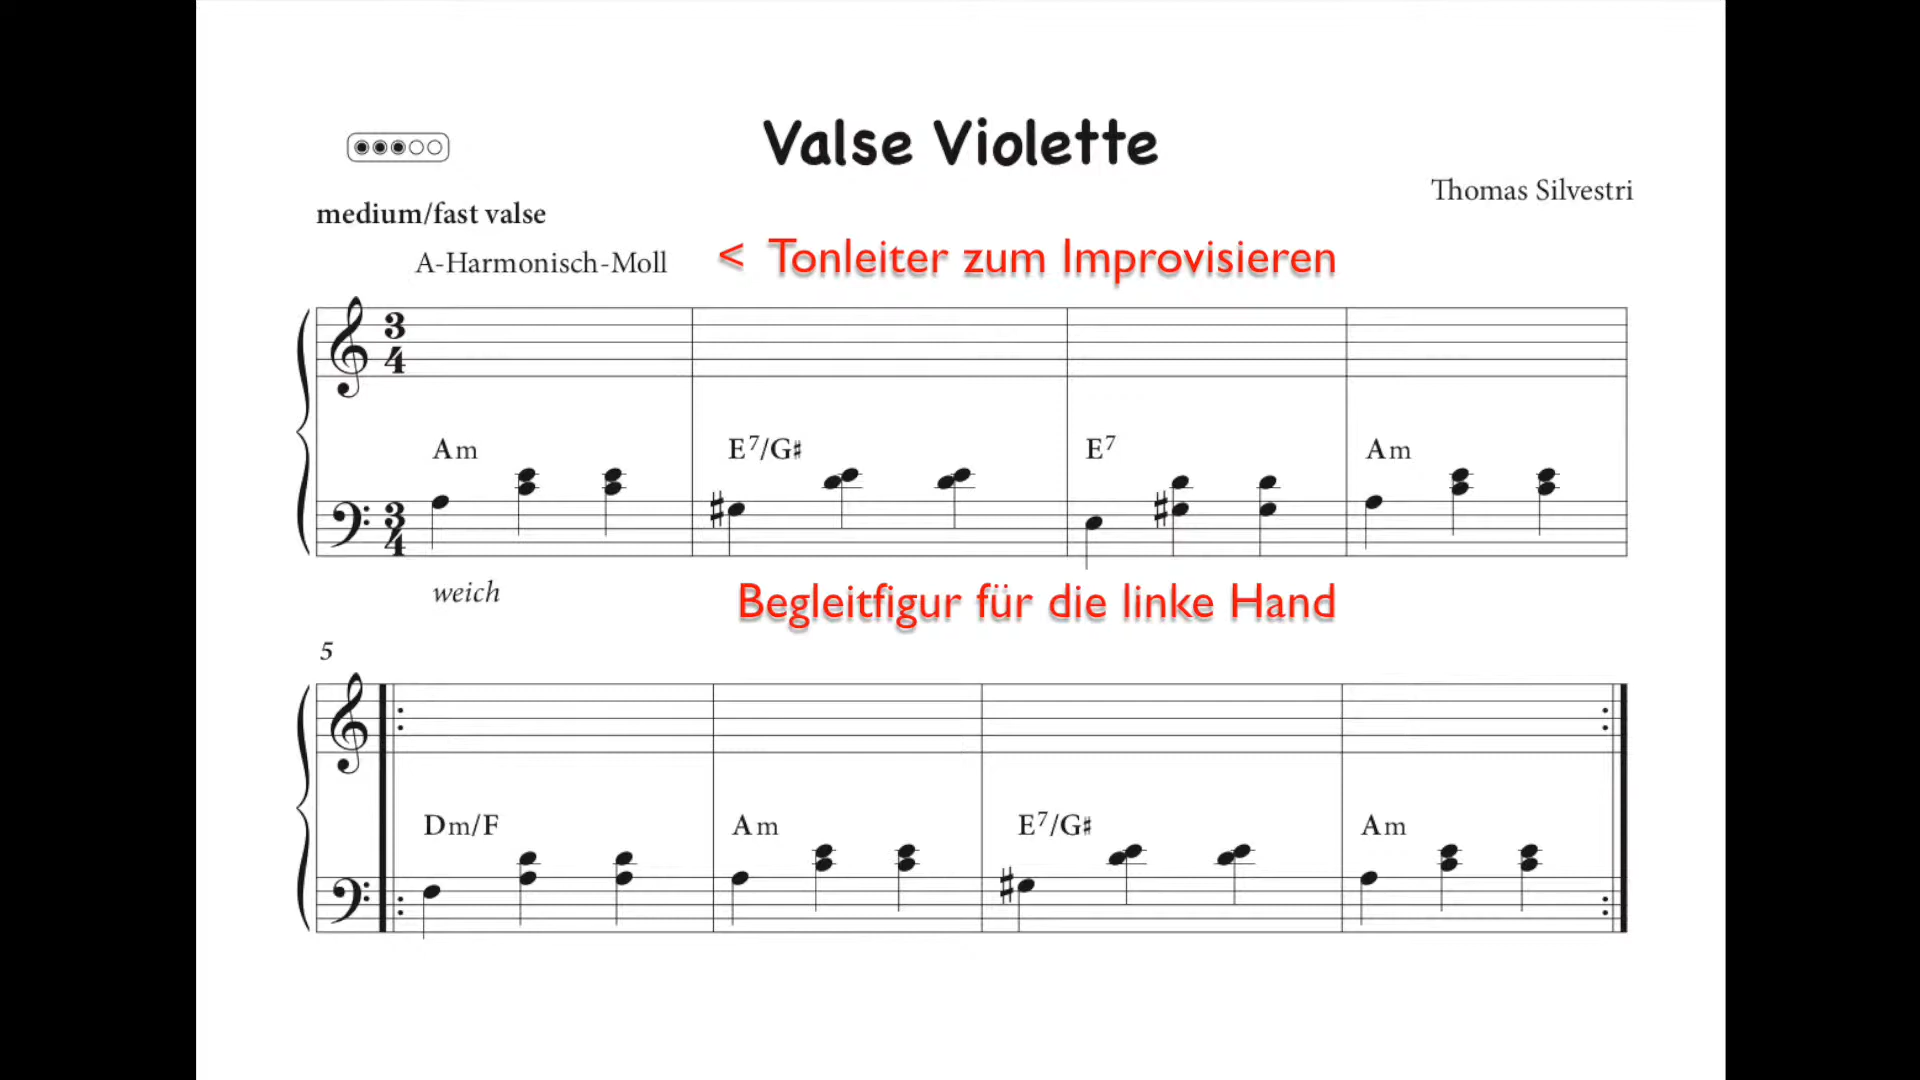 Valse Violette
Thomas Silvestri
medium/fast valse
A-Harmonisch-Moll < Tonleiter zum Improvisieren
3 4
Am E7/G♯ E7 Am
3 4
weich Begleitfigur für die linke Hand
5
Dm/F Am E7/G♯ Am